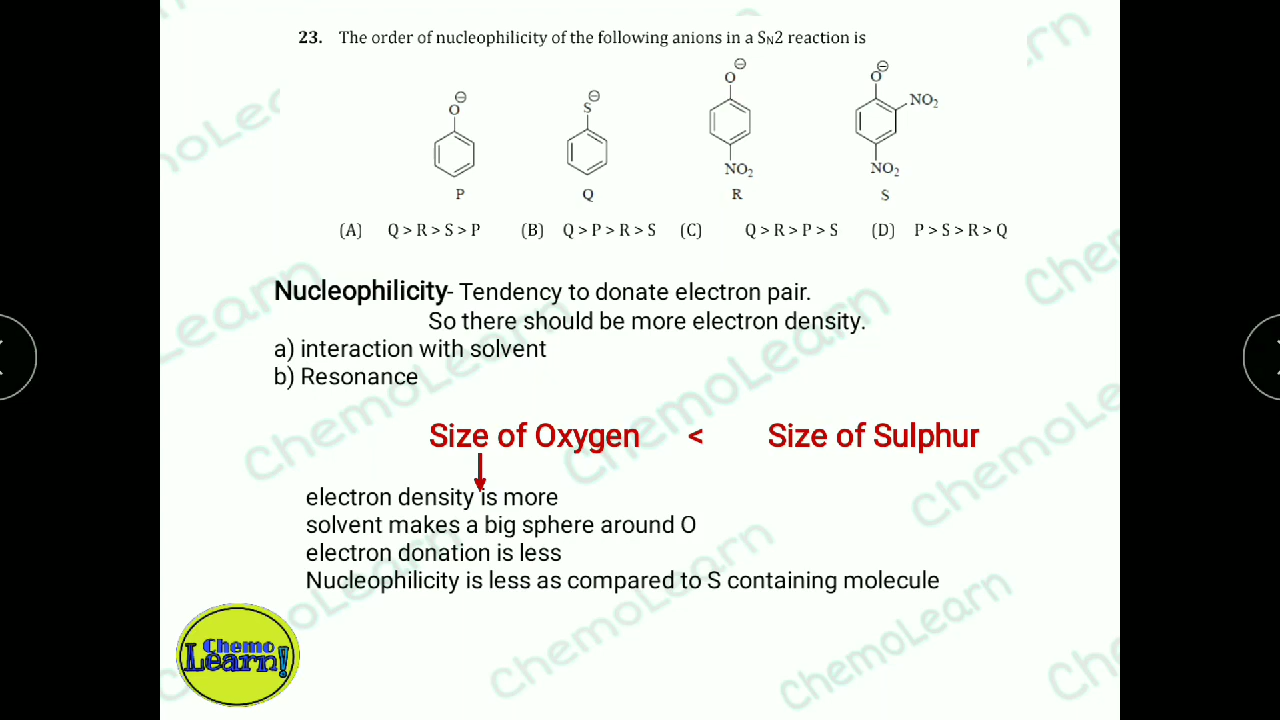 23. The order of nucleophilicity of the following anions in a SN2 reaction is
⊖ ⊖ ⊖ ⊖
O S O O NO2
NO2 NO2
P Q R S
(A) Q > R > S > P (B) Q > P > R > S (C) Q > R > P > S (D) P > S > R > Q
Nucleophilicity- Tendency to donate electron pair.
So there should be more electron density.
a) interaction with solvent
b) Resonance
Size of Oxygen < Size of Sulphur
electron density is more
solvent makes a big sphere around O
electron donation is less
Nucleophilicity is less as compared to S containing molecule
Chemo
Learn!
ChemoLearn